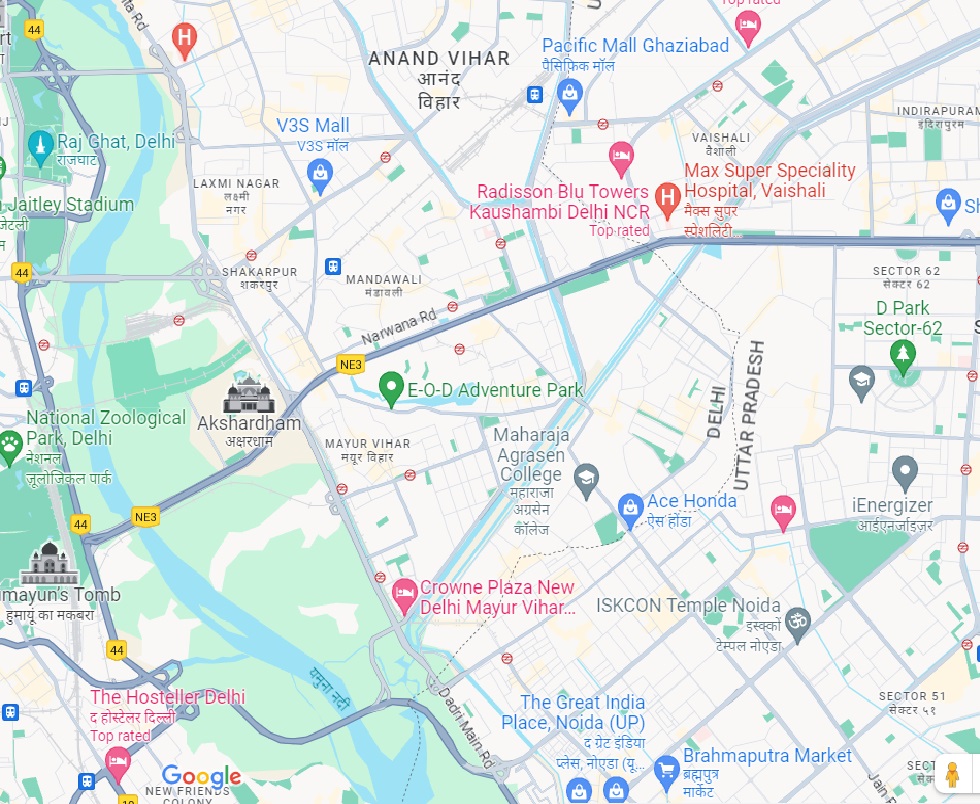 Top rated
44
ANAND VIHAR
आनंद
विहार
Pacific Mall Ghaziabad
पैसिफ़िक मॉल
H
INDIRAPURAM
इंदिरापुरम
V3S Mall
V3S मॉल
VAISHALI
वैशाली
Raj Ghat, Delhi
राजघाट
Max Super Speciality
Hospital, Vaishali
मैक्स सुपर
स्पेशलिटी...
H
LAXMI NAGAR
लक्ष्मी
नगर
Radisson Blu Towers
Kaushambi Delhi NCR
Top rated
Jaitley Stadium
जेटली
44
SHAKARPUR
शकरपुर
MANDAWALI
मंडावली
SECTOR 62
सेक्टर 62
D Park
Sector-62
Narwana Rd
NE3
E-O-D Adventure Park
DELHI
UTTAR PRADESH
Akshardham
अक्षरधाम
National Zoological
Park, Delhi
नेशनल
ज़ूलोजिकल पार्क
MAYUR VIHAR
मयूर विहार
Maharaja
Agrasen
College
महाराजा
अग्रसेन
कॉलेज
Ace Honda
ऐस होंडा
iEnergizer
आईएनर्जाइज़र
44
NE3
mayun's Tomb
हुमायूं का मकबरा
Crowne Plaza New
Delhi Mayur Vihar...
ISKCON Temple Noida
इस्कॉन
टेम्पल नोएडा
44
यमुना नदी
The Hosteller Delhi
द होस्टेलर दिल्ली
Top rated
Dadri Main Rd
SECTOR 51
सेक्टर ५१
The Great India
Place, Noida (UP)
द ग्रेट इंडिया
प्लेस, नोएडा (यू...
Brahmaputra Market
ब्रह्मपुत्र
मार्केट
Google
NEW FRIENDS
COLONY